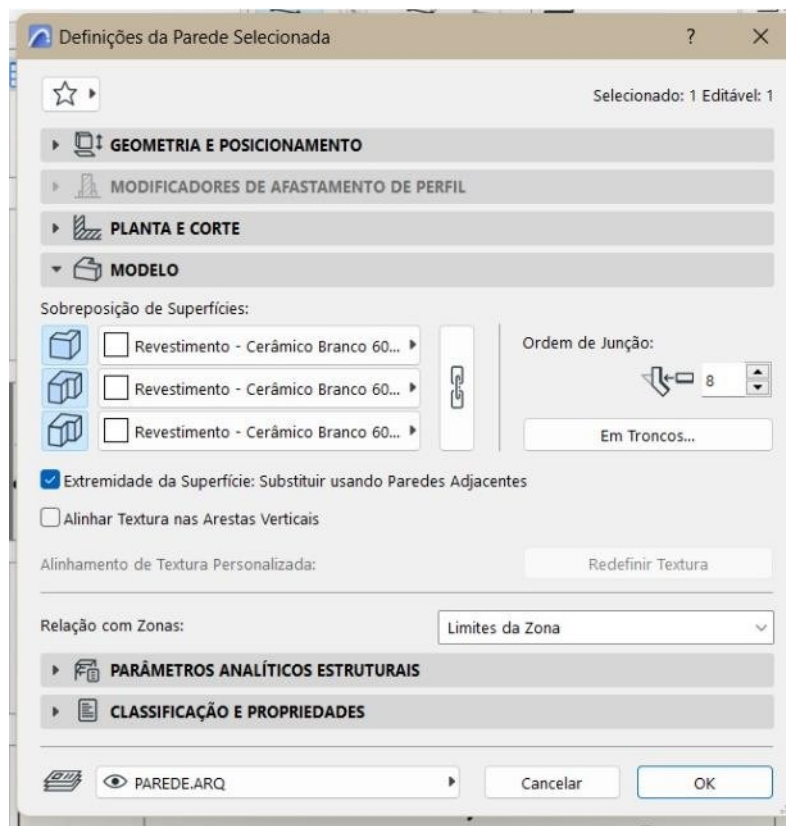 Definições da Parede Selecionada ? X
Selecionado: 1 Editável: 1
GEOMETRIA E POSICIONAMENTO
MODIFICADORES DE AFASTAMENTO DE PERFIL
PLANTA E CORTE
MODELO
Sobreposição de Superfícies:
Revestimento - Cerâmico Branco 60...
Revestimento - Cerâmico Branco 60...
Revestimento - Cerâmico Branco 60...
Ordem de Junção:
8
Em Troncos...
Extremidade da Superfície: Substituir usando Paredes Adjacentes
Alinhar Textura nas Arestas Verticais
Alinhamento de Textura Personalizada: Redefinir Textura
Relação com Zonas: Limites da Zona
PARÂMETROS ANALÍTICOS ESTRUTURAIS
CLASSIFICAÇÃO E PROPRIEDADES
PAREDE.ARQ Cancelar OK